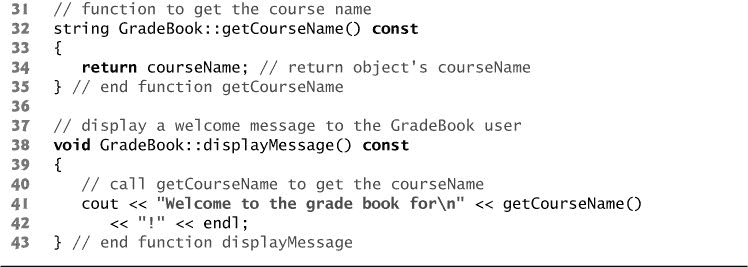 31 // function to get the course name
32 string GradeBook::getCourseName() const
33 {
34 return courseName; // return object's courseName
35 } // end function getCourseName
36
37 // display a welcome message to the GradeBook user
38 void GradeBook::displayMessage() const
39 {
40 // call getCourseName to get the courseName
41 cout << "Welcome to the grade book for\n" << getCourseName()
42 << "!" << endl;
43 } // end function displayMessage